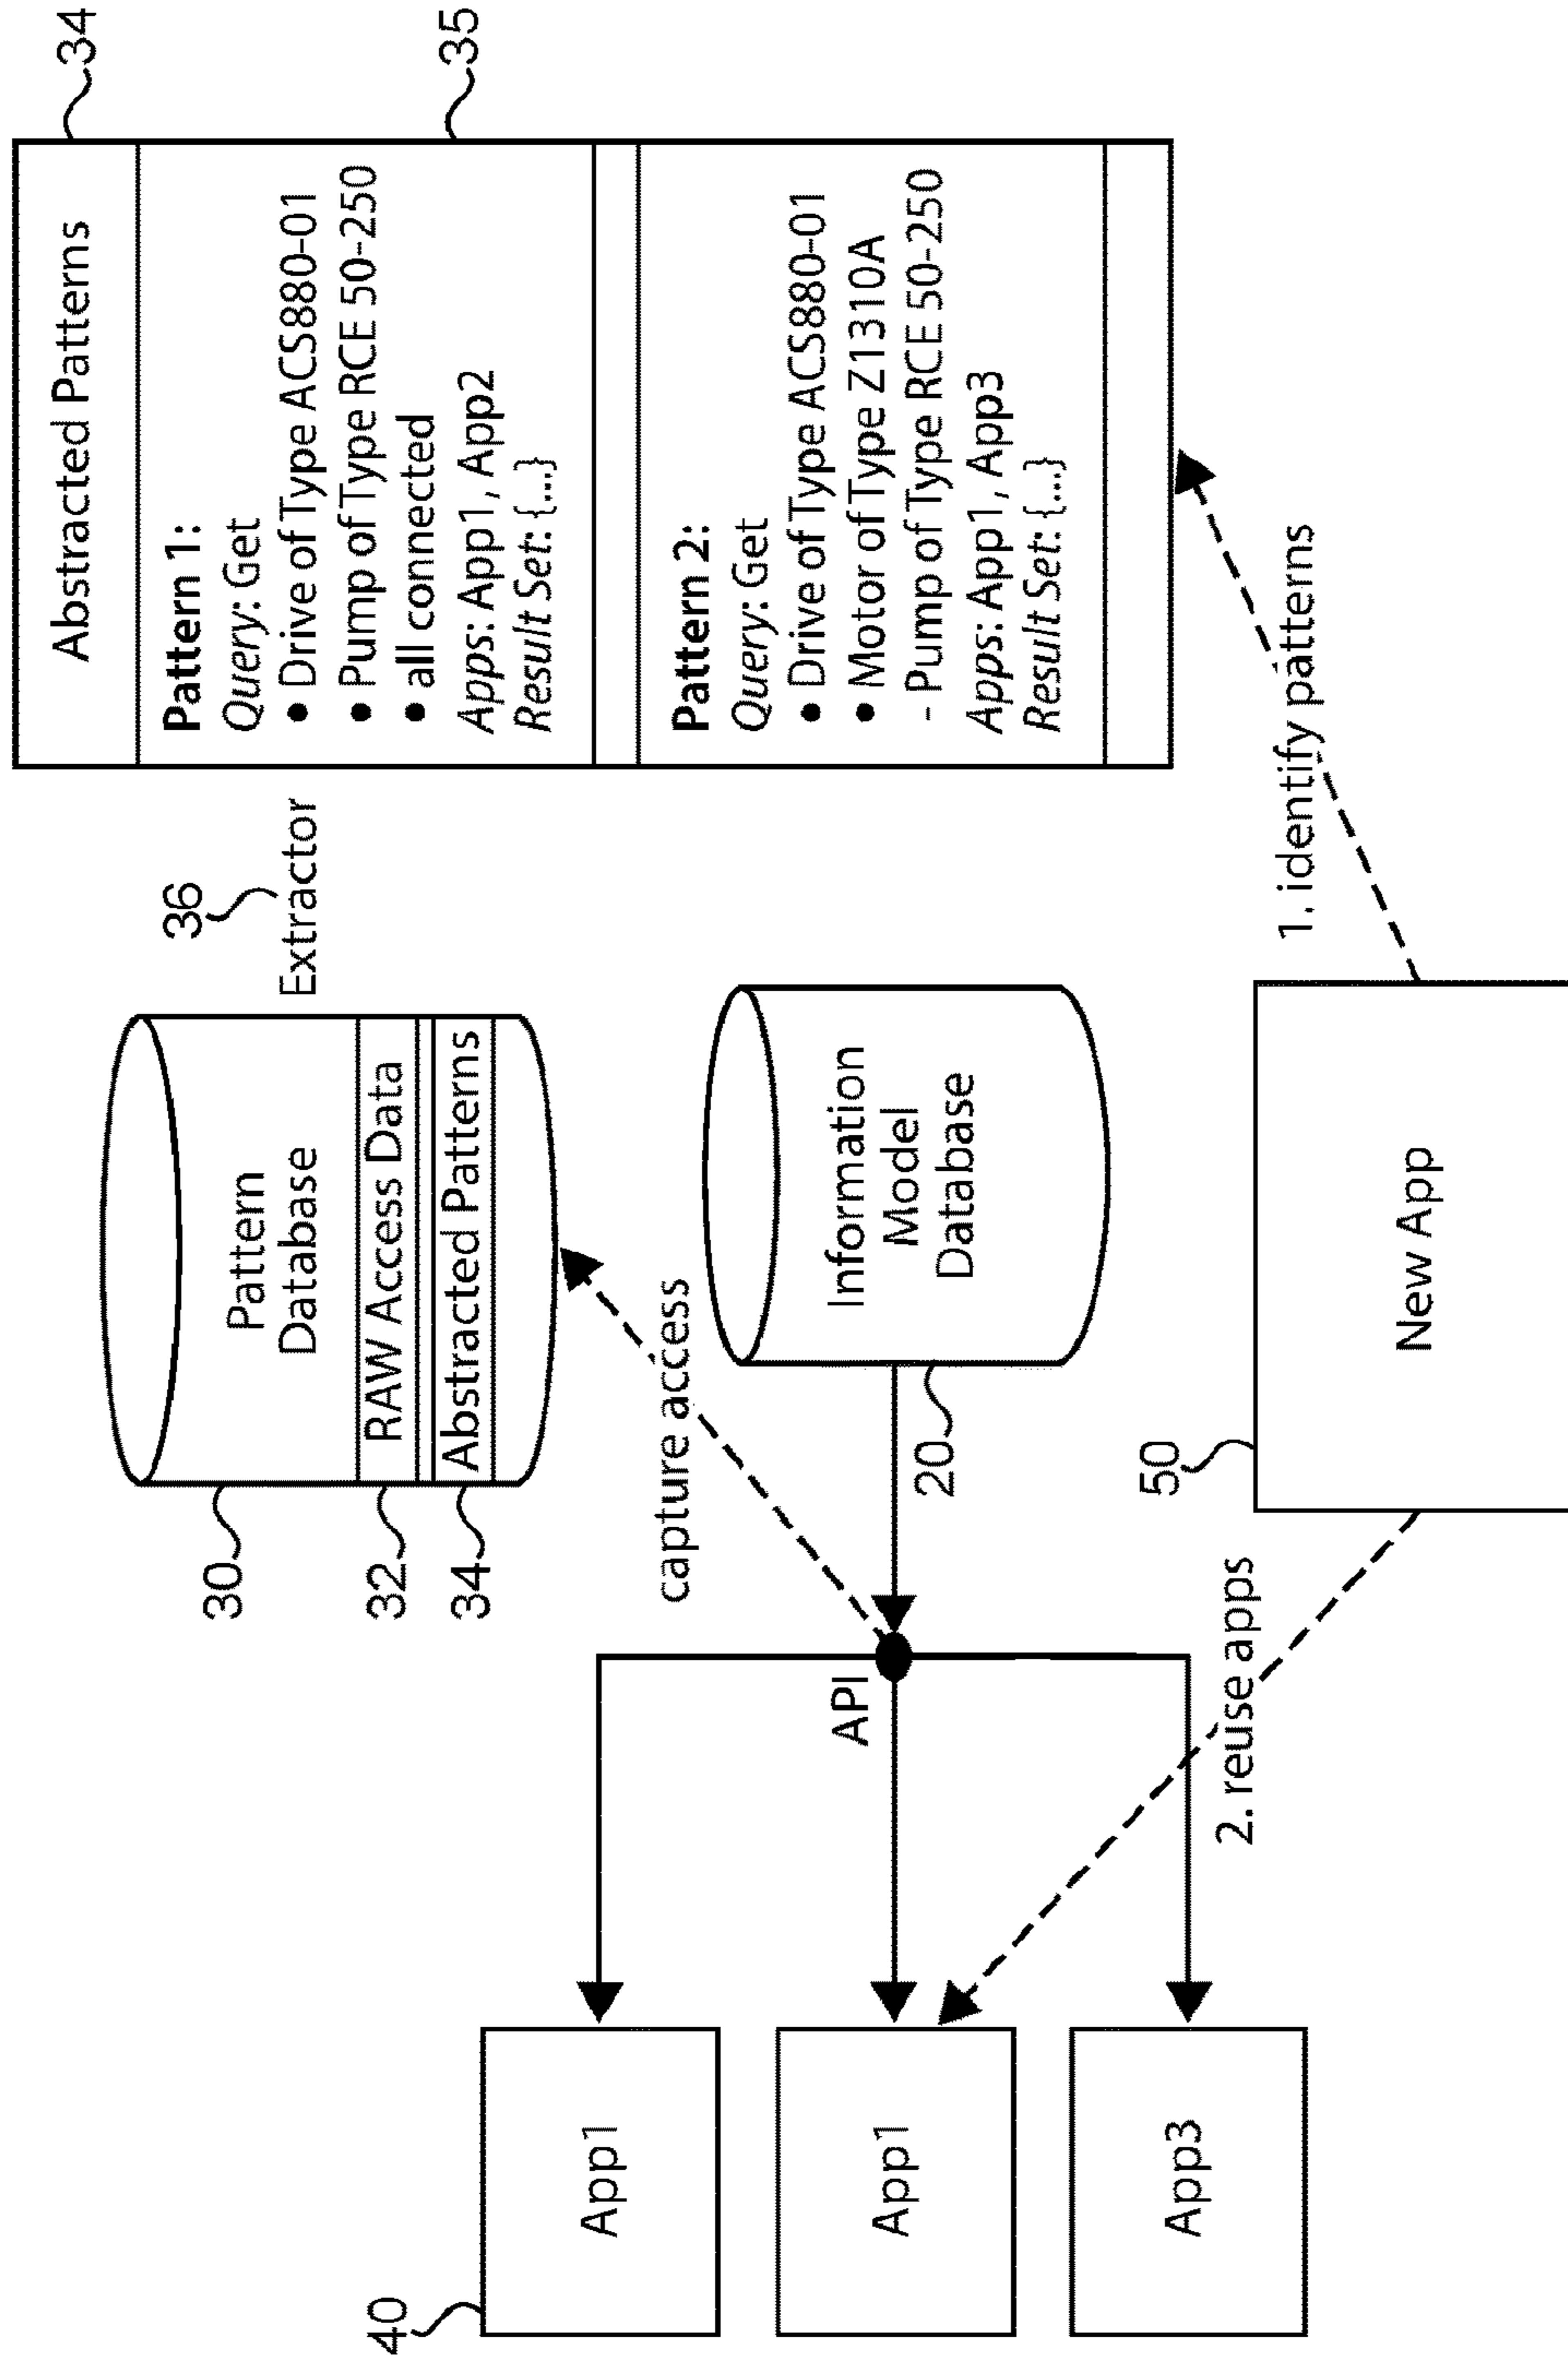 40
App1
App1
App3
API
2. reuse apps
capture access
30
32
34
Pattern
Database
RAW Access Data
Abstracted Patterns
20
Information
Model
Database
50
New App
36
Extractor
1. identify patterns
34
35
Abstracted Patterns
Pattern 1:
Query: Get
● Drive of Type ACS880-01
● Pump of Type RCE 50-250
● all connected
Apps: App1, App2
Result Set: {...}
Pattern 2:
Query: Get
● Drive of Type ACS880-01
● Motor of Type Z1310A
- Pump of Type RCE 50-250
Apps: App1, App3
Result Set: {...}